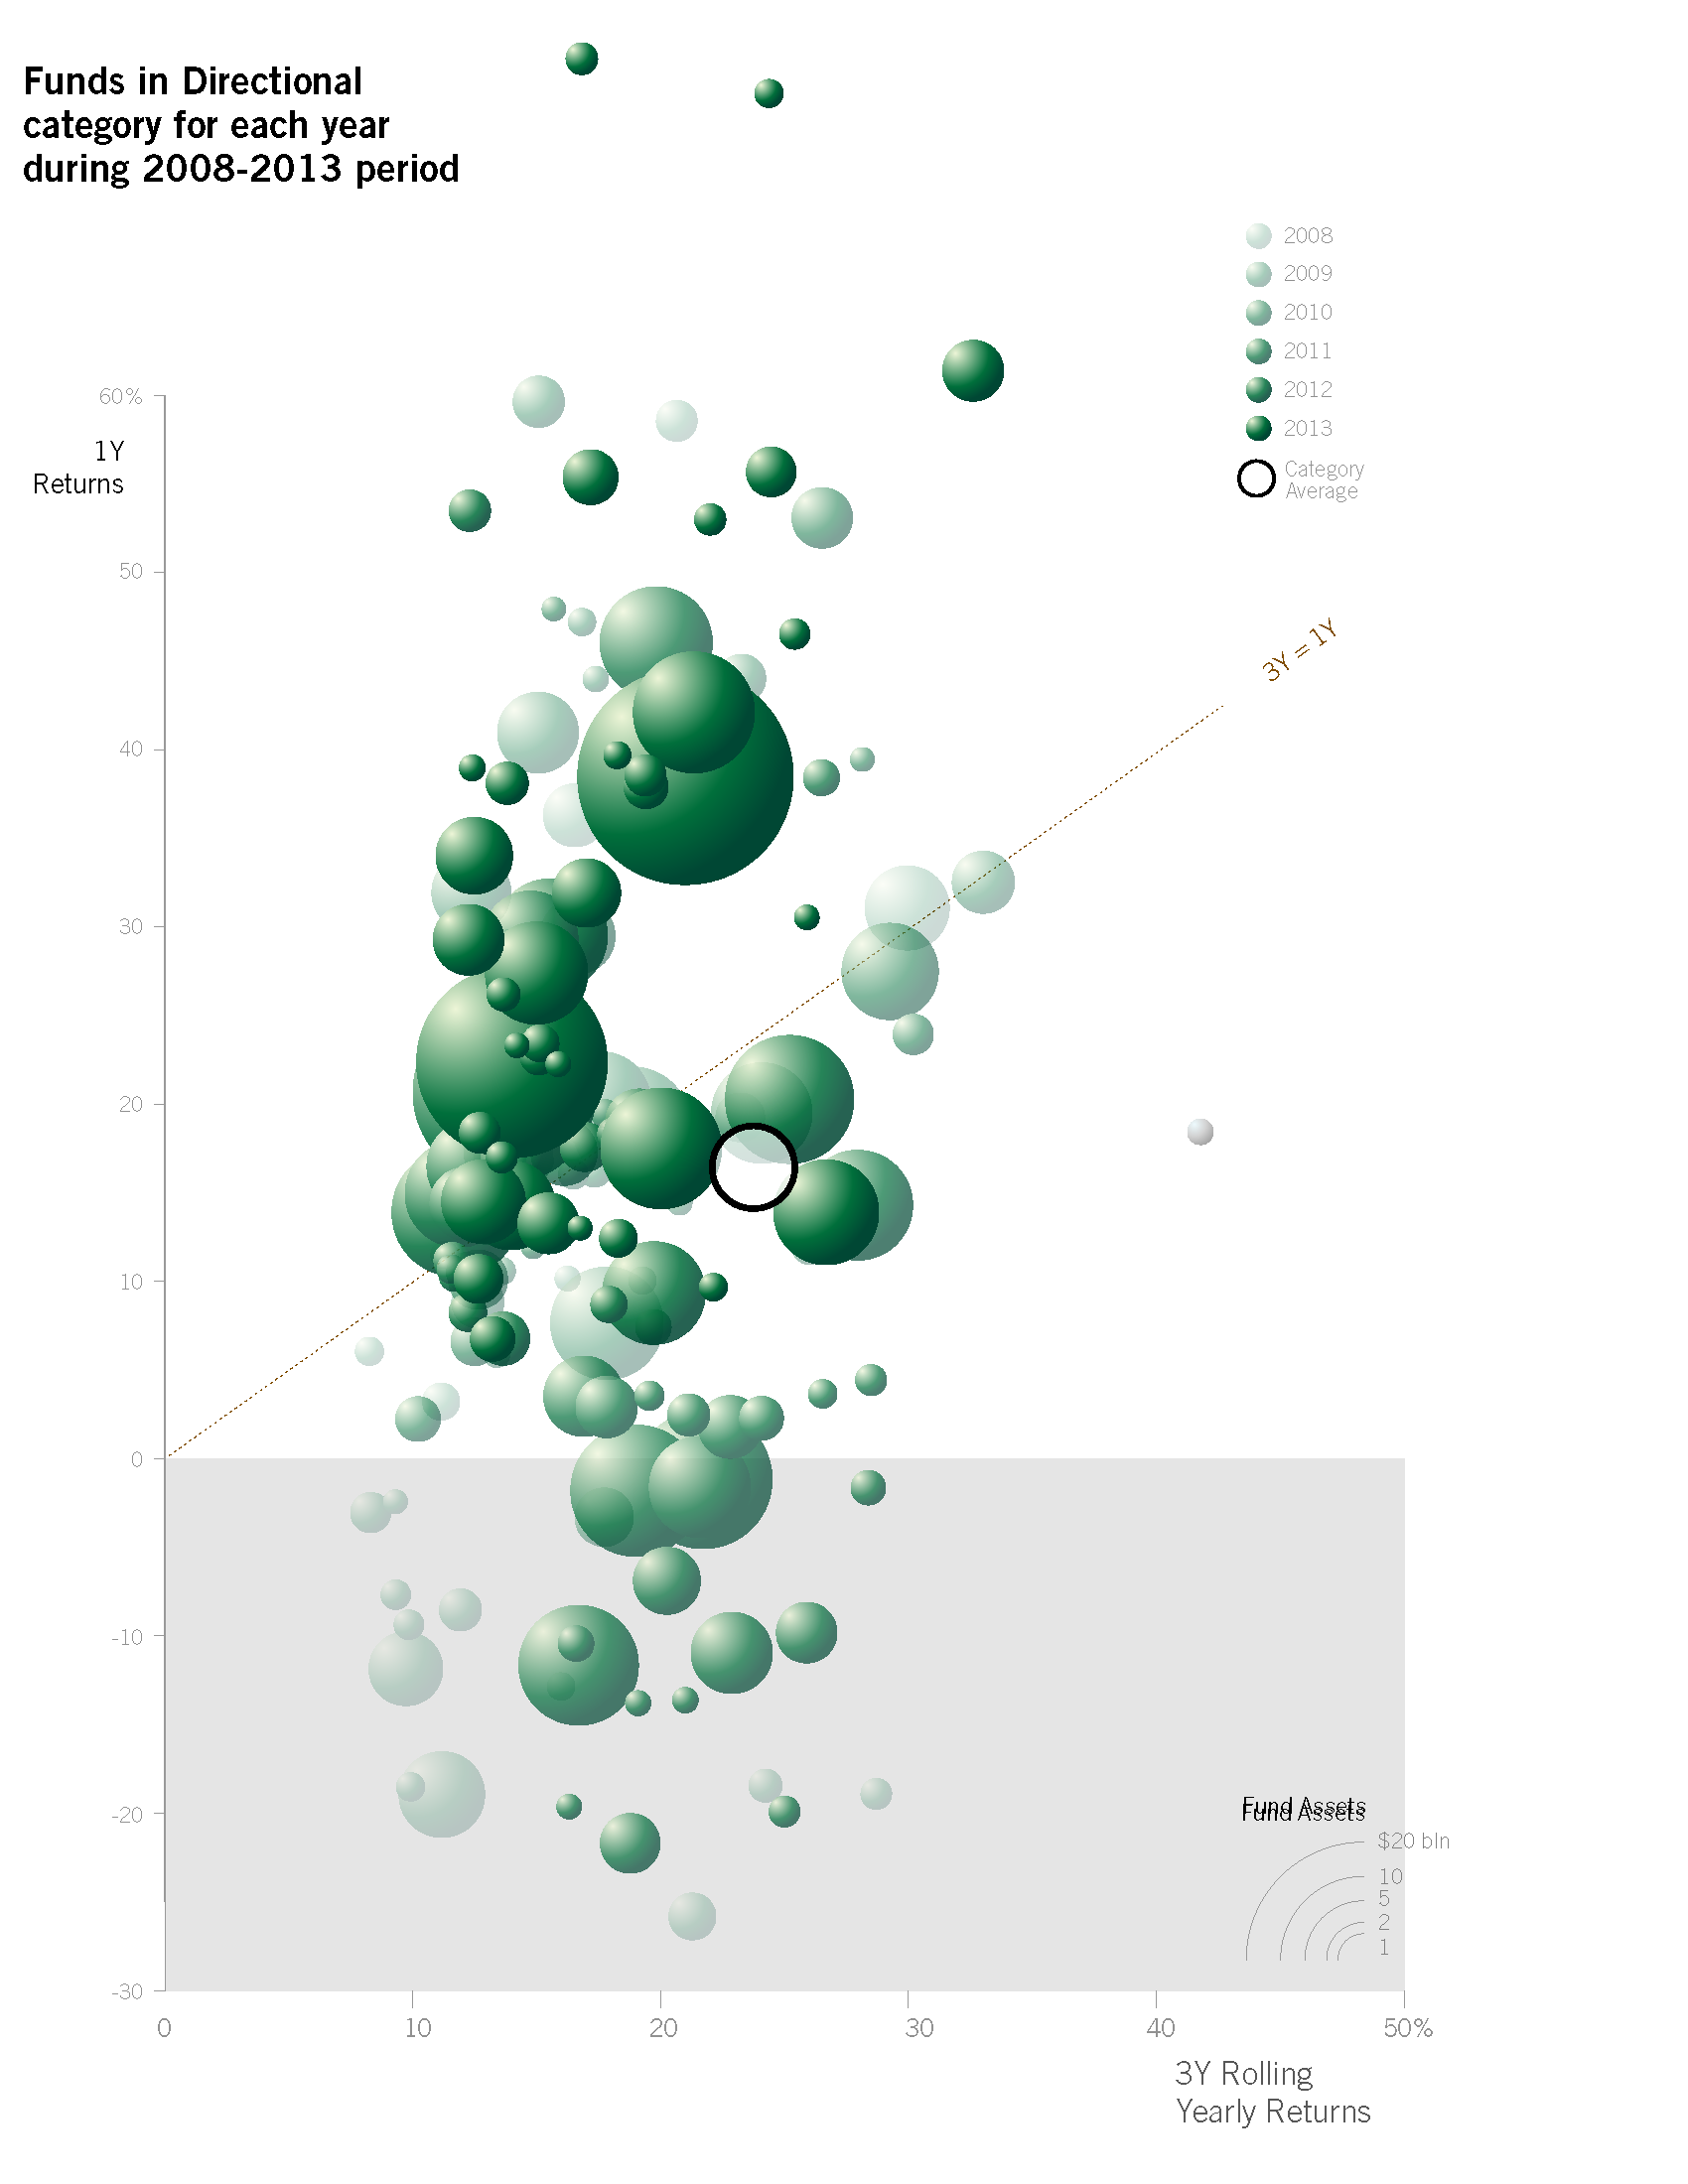 Funds in Directional
category for each year
during 2008-2013 period
2008
2009
2010
2011
2012
2013
Category
Average
60%
1Y
Returns
50
3Y = 1Y
40
30
20
10
0
-10
-20
Fund Assets
Fund Assets
$20 bln
10
5
2
1
-30
0
10
20
30
40
50%
3Y Rolling
Yearly Returns